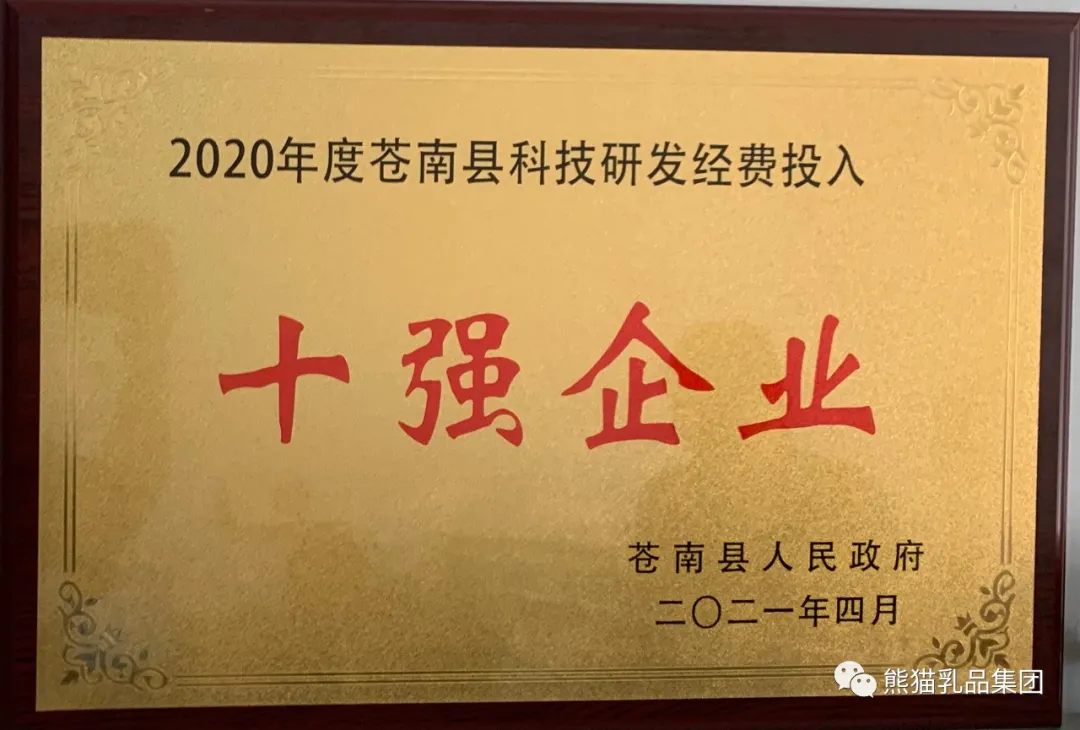 2020年度苍南县科技研发经费投入
十强企业
苍南县人民政府
二〇二一年四月
熊猫乳品集团